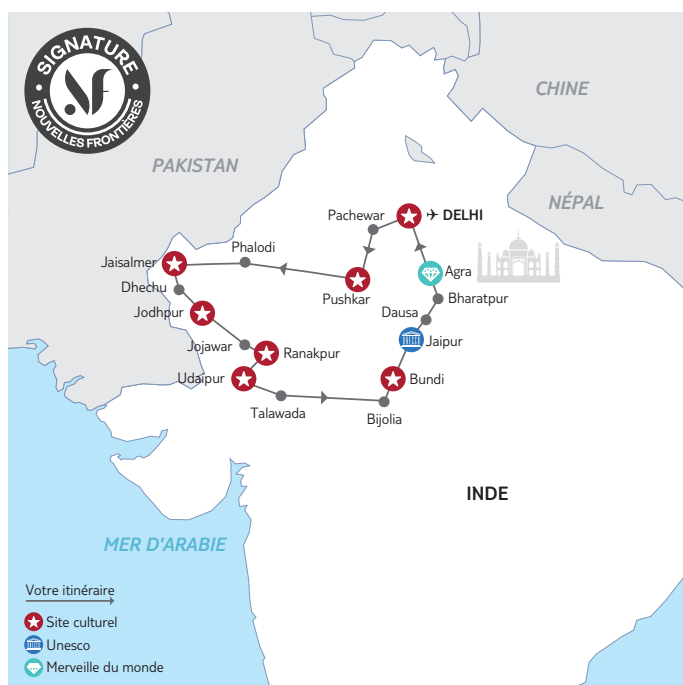 SIGNATURE
NOUVELLES FRONTIÈRES
NF
CHINE
PAKISTAN
NÉPAL
Pachewar
DELHI
Phalodi
Jaisalmer
Agra
Dhechu
Pushkar
Bharatpur
Dausa
Jodhpur
Jaipur
Jojawar
Ranakpur
Udaipur
Bundi
Talawada
Bijolia
INDE
MER D'ARABIE
Votre itinéraire
Site culturel
Unesco
Merveille du monde